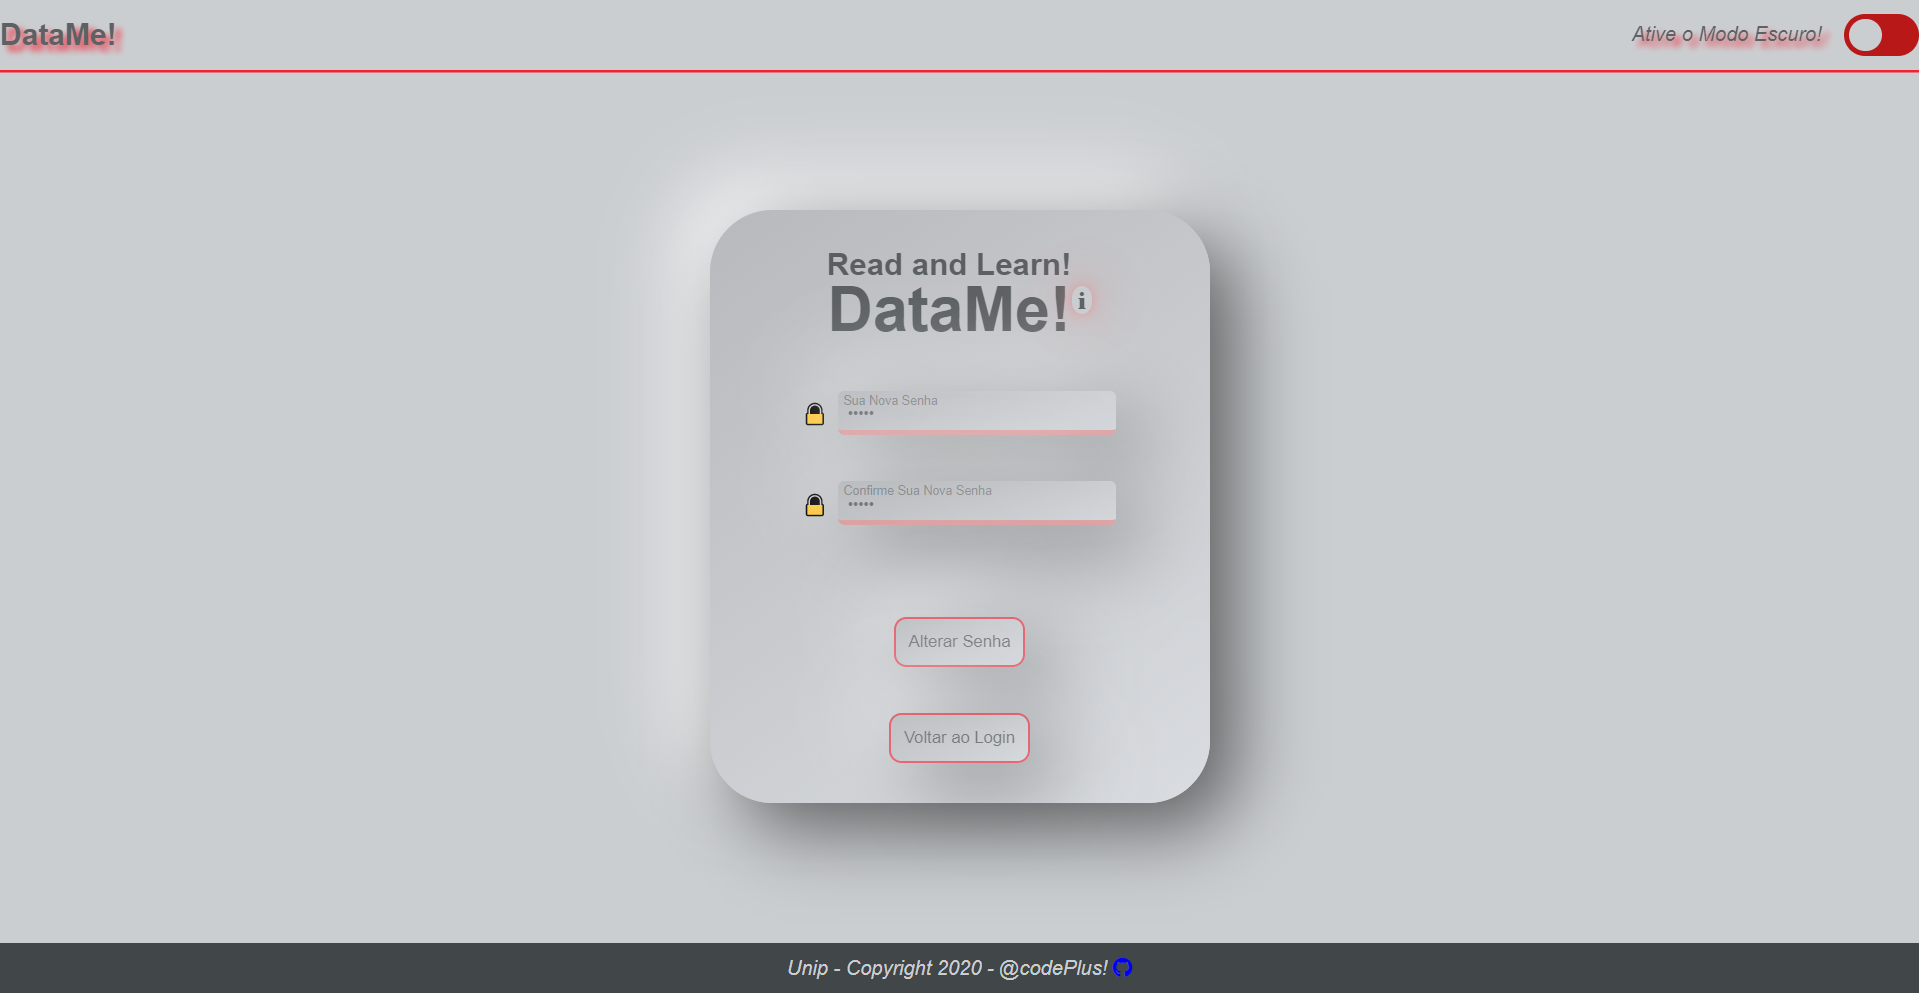 DataMe!
Ative o Modo Escuro!
Read and Learn!
DataMe! i
Sua Nova Senha
•••••
Confirme Sua Nova Senha
•••••
Alterar Senha
Voltar ao Login
Unip - Copyright 2020 - @codePlus!